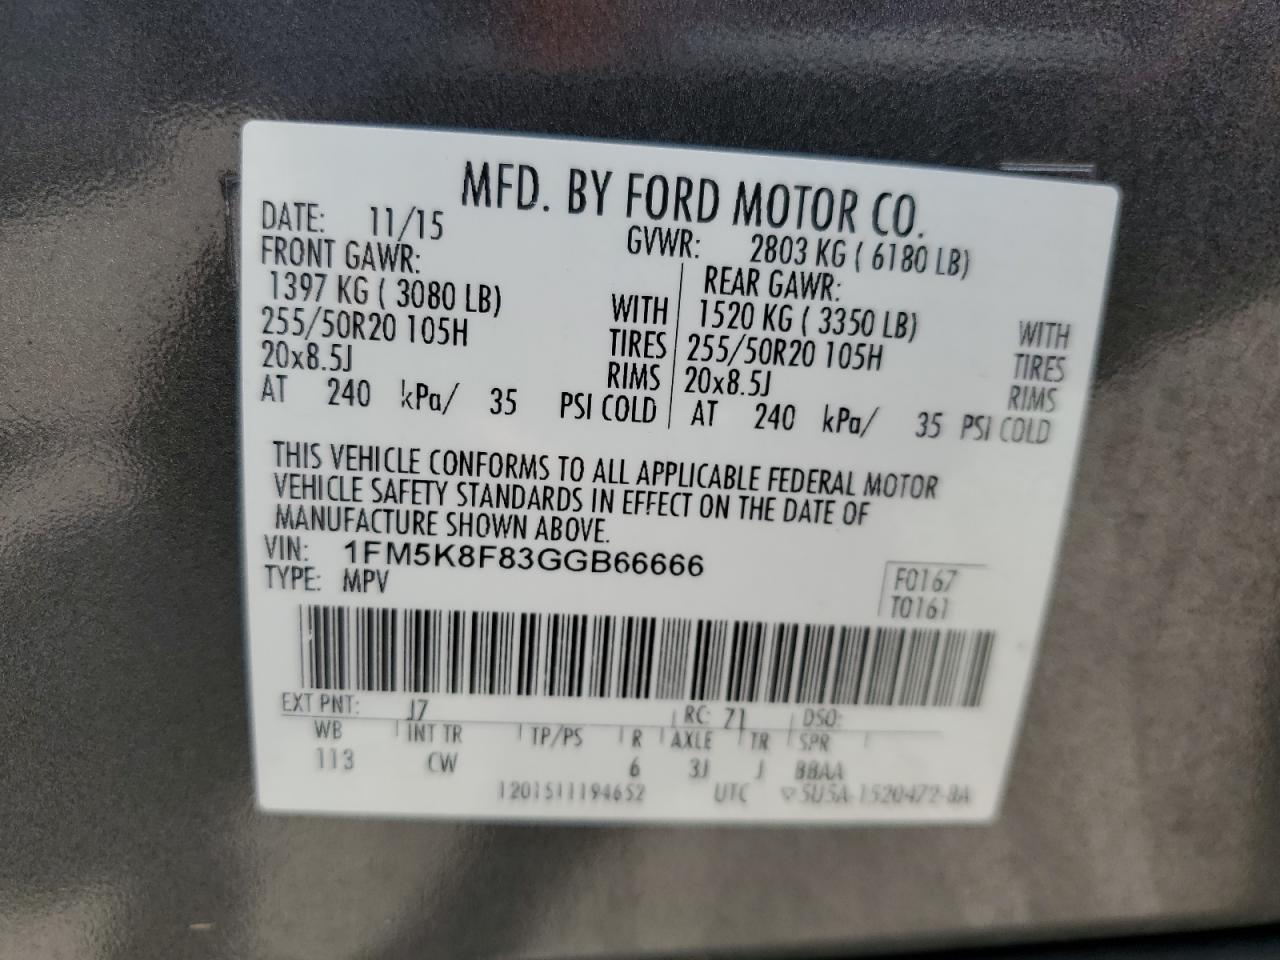 MFD. BY FORD MOTOR CO.
DATE: 11/15 GVWR: 2803 KG ( 6180 LB)
FRONT GAWR: REAR GAWR:
1397 KG ( 3080 LB) WITH 1520 KG ( 3350 LB) WITH
255/50R20 105H TIRES 255/50R20 105H TIRES
20x8.5J RIMS 20x8.5J RIMS
AT 240 kPa/ 35 PSI COLD AT 240 kPa/ 35 PSI COLD
THIS VEHICLE CONFORMS TO ALL APPLICABLE FEDERAL MOTOR
VEHICLE SAFETY STANDARDS IN EFFECT ON THE DATE OF
MANUFACTURE SHOWN ABOVE.
VIN: 1FM5K8F83GGB66666
TYPE: MPV F0167
T0161
EXT PNT: J7 RC: 71 DSO:
WB INT TR TP/PS R AXLE TR SPR
113 CW 6 3J J BBAA
1201511194652 UTC ▽ 5U5A-1520472-BA